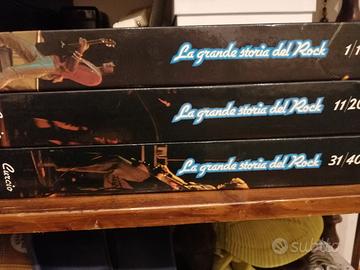 La grande storia del Rock 1/1
La grande storia del Rock 11/20
Curcio La grande storia del Rock 31/40
subito